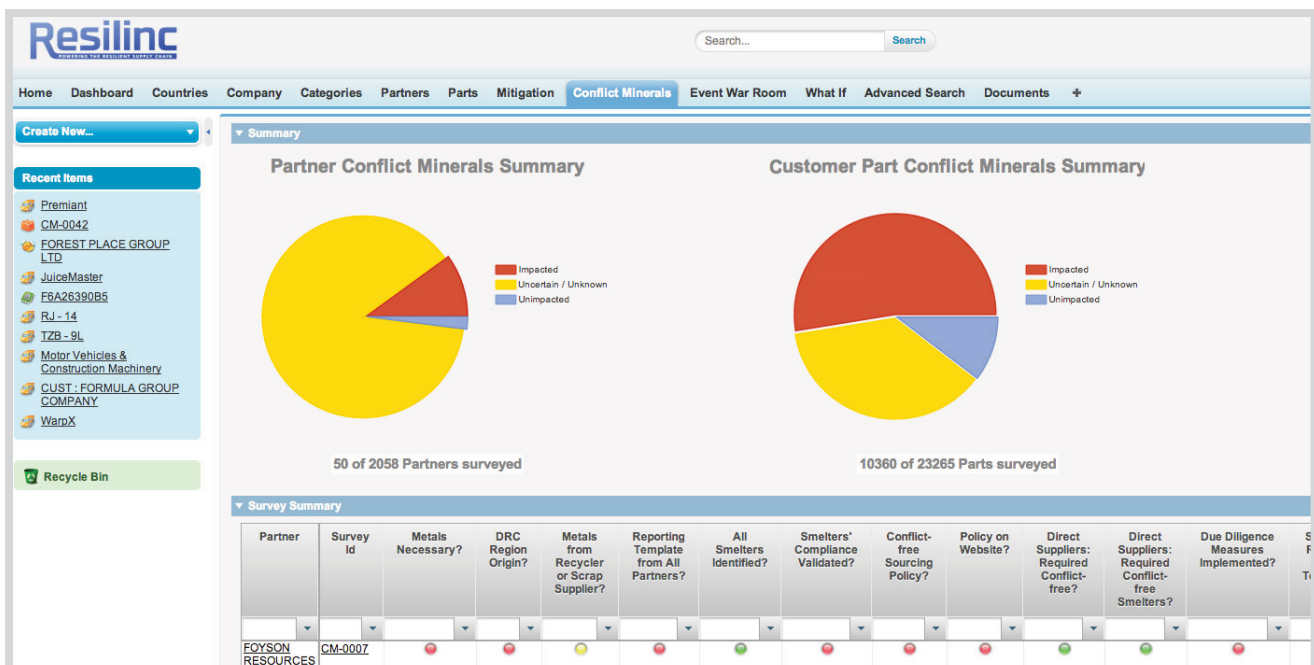 Resilinc
POWERING THE RESILIENT SUPPLY CHAIN
Search...
Search
Home Dashboard Countries Company Categories Partners Parts Mitigation Conflict Minerals Event War Room What If Advanced Search Documents +
Create New...
Recent Items
Premiant
CM-0042
FOREST PLACE GROUP
LTD
JuiceMaster
F6A26390B5
RJ - 14
TZB - 9L
Motor Vehicles &
Construction Machinery
CUST : FORMULA GROUP
COMPANY
WarpX
Recycle Bin
Summary
Partner Conflict Minerals Summary
Impacted
Uncertain / Unknown
Unimpacted
50 of 2058 Partners surveyed
Customer Part Conflict Minerals Summary
Impacted
Uncertain / Unknown
Unimpacted
10360 of 23265 Parts surveyed
Survey Summary
Partner
Survey
Id
Metals
Necessary?
DRC
Region
Origin?
Metals
from
Recycler
or Scrap
Supplier?
Reporting
Template
from All
Partners?
All
Smelters
Identified?
Smelters'
Compliance
Validated?
Conflict-
free
Sourcing
Policy?
Policy on
Website?
Direct
Suppliers:
Required
Conflict-
free?
Direct
Suppliers:
Required
Conflict-
free
Smelters?
Due Diligence
Measures
Implemented?
FOYSON
RESOURCES
CM-0007